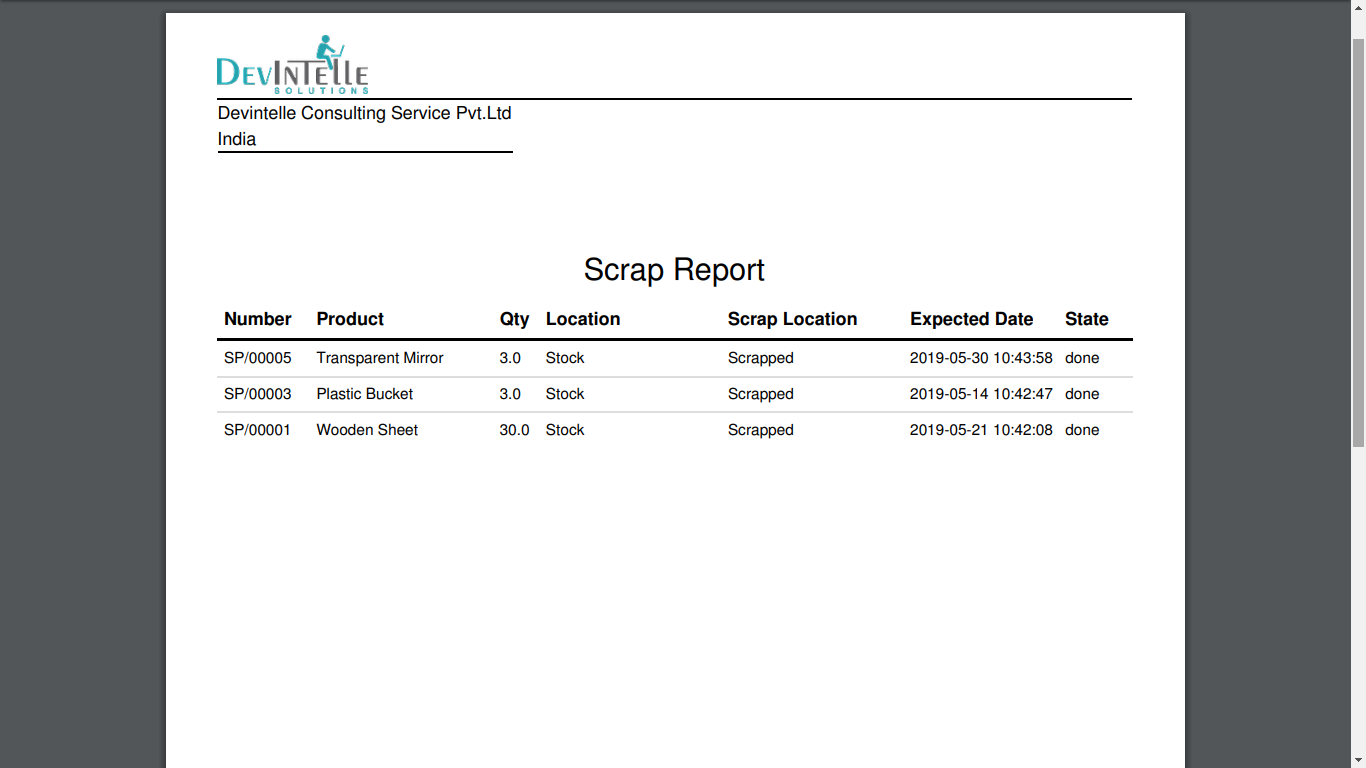 DEVINTELLE
SOLUTIONS
Devintelle Consulting Service Pvt.Ltd
India
Scrap Report
Number Product Qty Location Scrap Location Expected Date State
SP/00005 Transparent Mirror 3.0 Stock Scrapped 2019-05-30 10:43:58 done
SP/00003 Plastic Bucket 3.0 Stock Scrapped 2019-05-14 10:42:47 done
SP/00001 Wooden Sheet 30.0 Stock Scrapped 2019-05-21 10:42:08 done